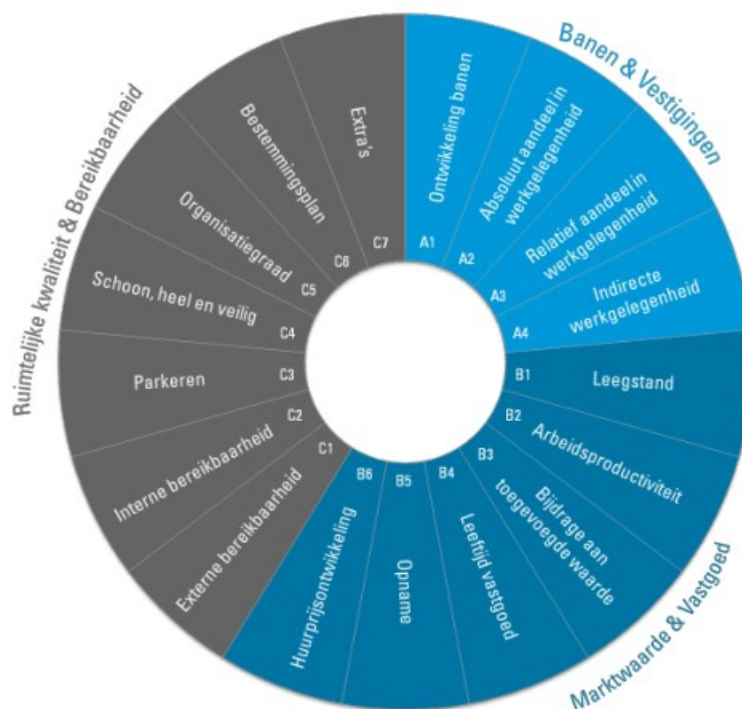 Banen & Vestigingen
A1
Ontwikkeling banen
A2
Absoluut aandeel in
werkgelegenheid
A3
Relatief aandeel in
werkgelegenheid
A4
Indirecte
werkgelegenheid
Marktwaarde & Vastgoed
B1
Leegstand
B2
Arbeidsproductiviteit
B3
Bijdrage aan
toegevoegde waarde
B4
Leeftijd vastgoed
B5
Opname
B6
Huurprijsontwikkeling
Ruimtelijke kwaliteit & Bereikbaarheid
C1
Externe bereikbaarheid
C2
Interne bereikbaarheid
C3
Parkeren
C4
Schoon, heel en veilig
C5
Organisatiegraad
C6
Bestemmingsplan
C7
Extra's